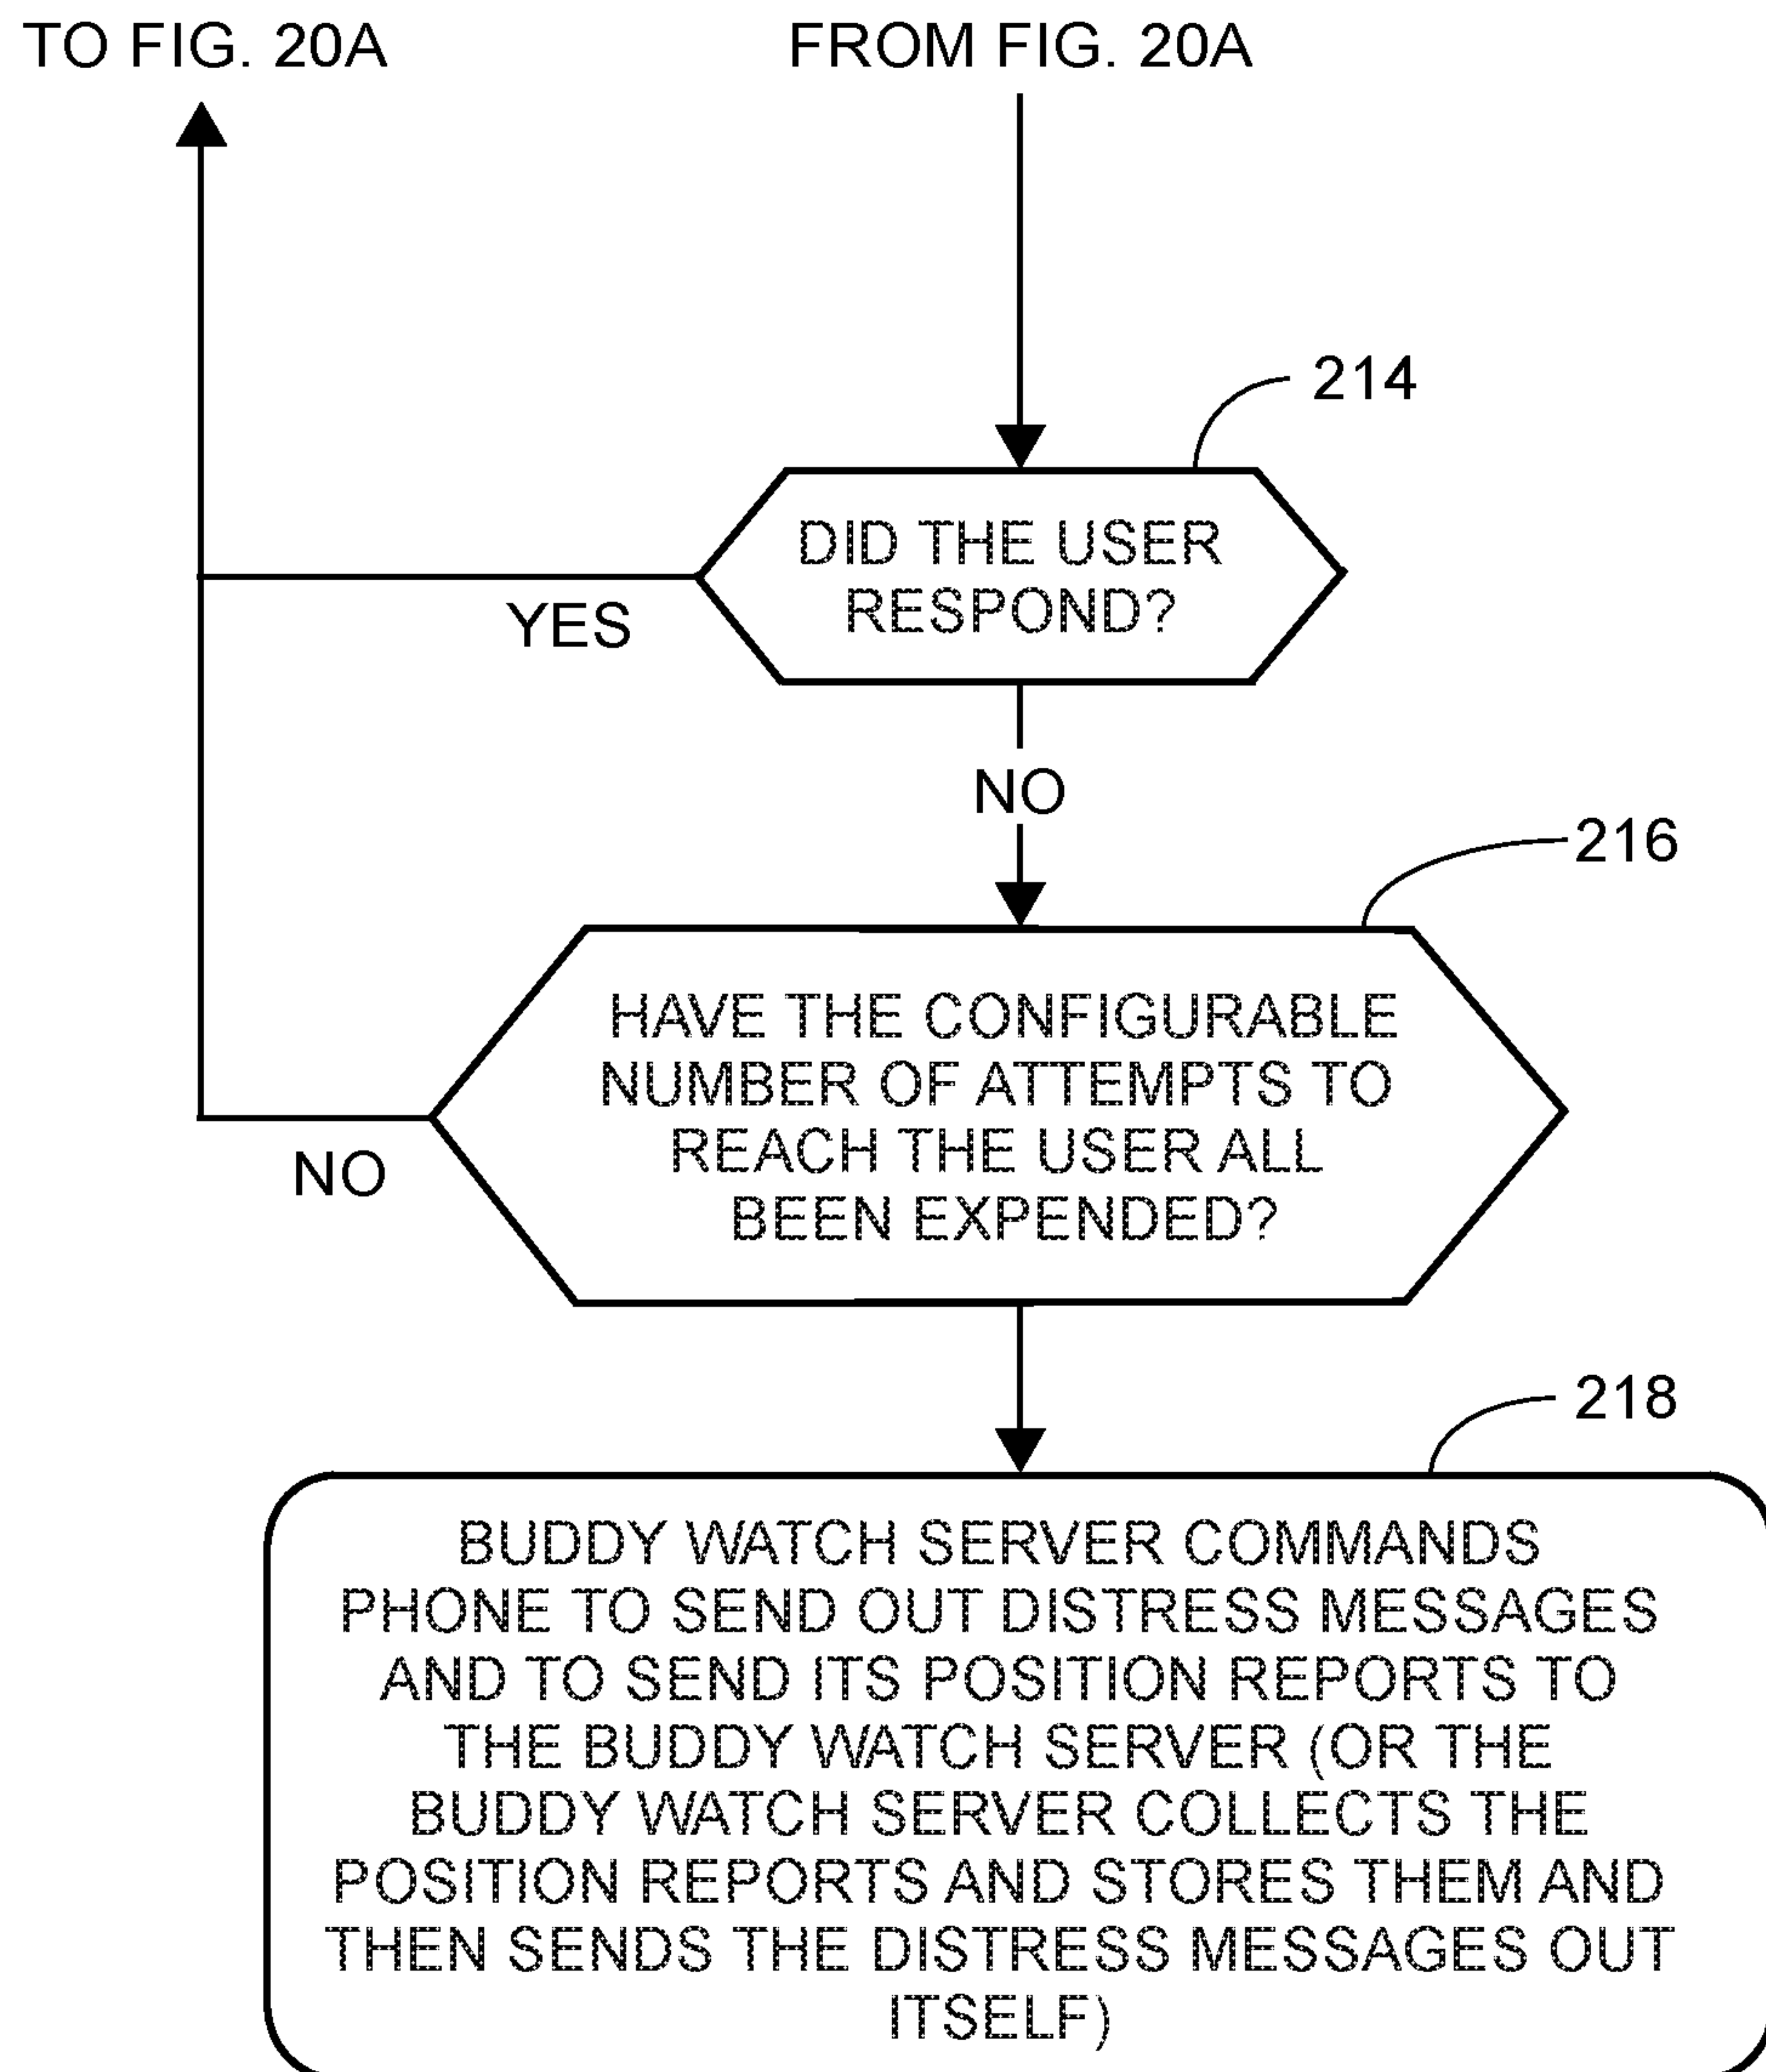 TO FIG. 20A
FROM FIG. 20A
214
DID THE USER
RESPOND?
YES
NO
216
HAVE THE CONFIGURABLE
NUMBER OF ATTEMPTS TO
REACH THE USER ALL
BEEN EXPENDED?
NO
218
BUDDY WATCH SERVER COMMANDS
PHONE TO SEND OUT DISTRESS MESSAGES
AND TO SEND ITS POSITION REPORTS TO
THE BUDDY WATCH SERVER (OR THE
BUDDY WATCH SERVER COLLECTS THE
POSITION REPORTS AND STORES THEM AND
THEN SENDS THE DISTRESS MESSAGES OUT
ITSELF)